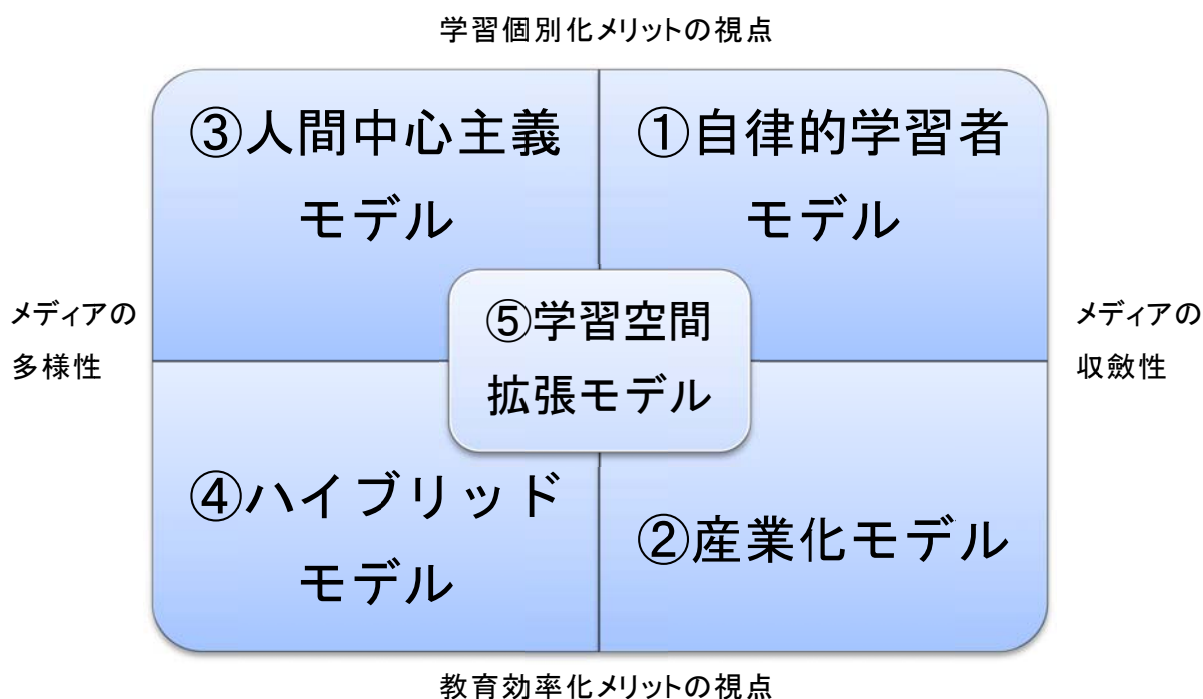 学習個別化メリットの視点
③人間中心主義
モデル
①自律的学習者
モデル
メディアの
多様性
⑤学習空間
拡張モデル
メディアの
収斂性
④ハイブリッド
モデル
②産業化モデル
教育効率化メリットの視点